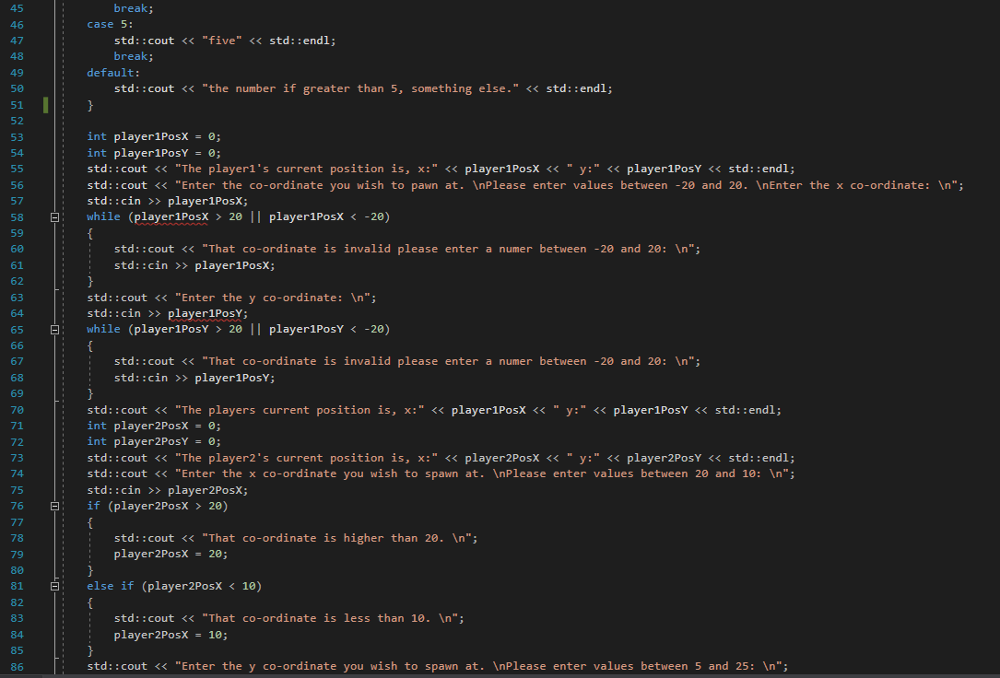 45 break;
46 case 5:
47 std::cout << "five" << std::endl;
48 break;
49 default:
50 std::cout << "the number if greater than 5, something else." << std::endl;
51 }
52
53 int player1PosX = 0;
54 int player1PosY = 0;
55 std::cout << "The player1's current position is, x:" << player1PosX << " y:" << player1PosY << std::endl;
56 std::cout << "Enter the co-ordinate you wish to pawn at. \nPlease enter values between -20 and 20. \nEnter the x co-ordinate: \n";
57 std::cin >> player1PosX;
58 while (player1PosX > 20 || player1PosX < -20)
59 {
60 std::cout << "That co-ordinate is invalid please enter a numer between -20 and 20: \n";
61 std::cin >> player1PosX;
62 }
63 std::cout << "Enter the y co-ordinate: \n";
64 std::cin >> player1PosY;
65 while (player1PosY > 20 || player1PosY < -20)
66 {
67 std::cout << "That co-ordinate is invalid please enter a numer between -20 and 20: \n";
68 std::cin >> player1PosY;
69 }
70 std::cout << "The players current position is, x:" << player1PosX << " y:" << player1PosY << std::endl;
71 int player2PosX = 0;
72 int player2PosY = 0;
73 std::cout << "The player2's current position is, x:" << player2PosX << " y:" << player2PosY << std::endl;
74 std::cout << "Enter the x co-ordinate you wish to spawn at. \nPlease enter values between 20 and 10: \n";
75 std::cin >> player2PosX;
76 if (player2PosX > 20)
77 {
78 std::cout << "That co-ordinate is higher than 20. \n";
79 player2PosX = 20;
80 }
81 else if (player2PosX < 10)
82 {
83 std::cout << "That co-ordinate is less than 10. \n";
84 player2PosX = 10;
85 }
86 std::cout << "Enter the y co-ordinate you wish to spawn at. \nPlease enter values between 5 and 25: \n";